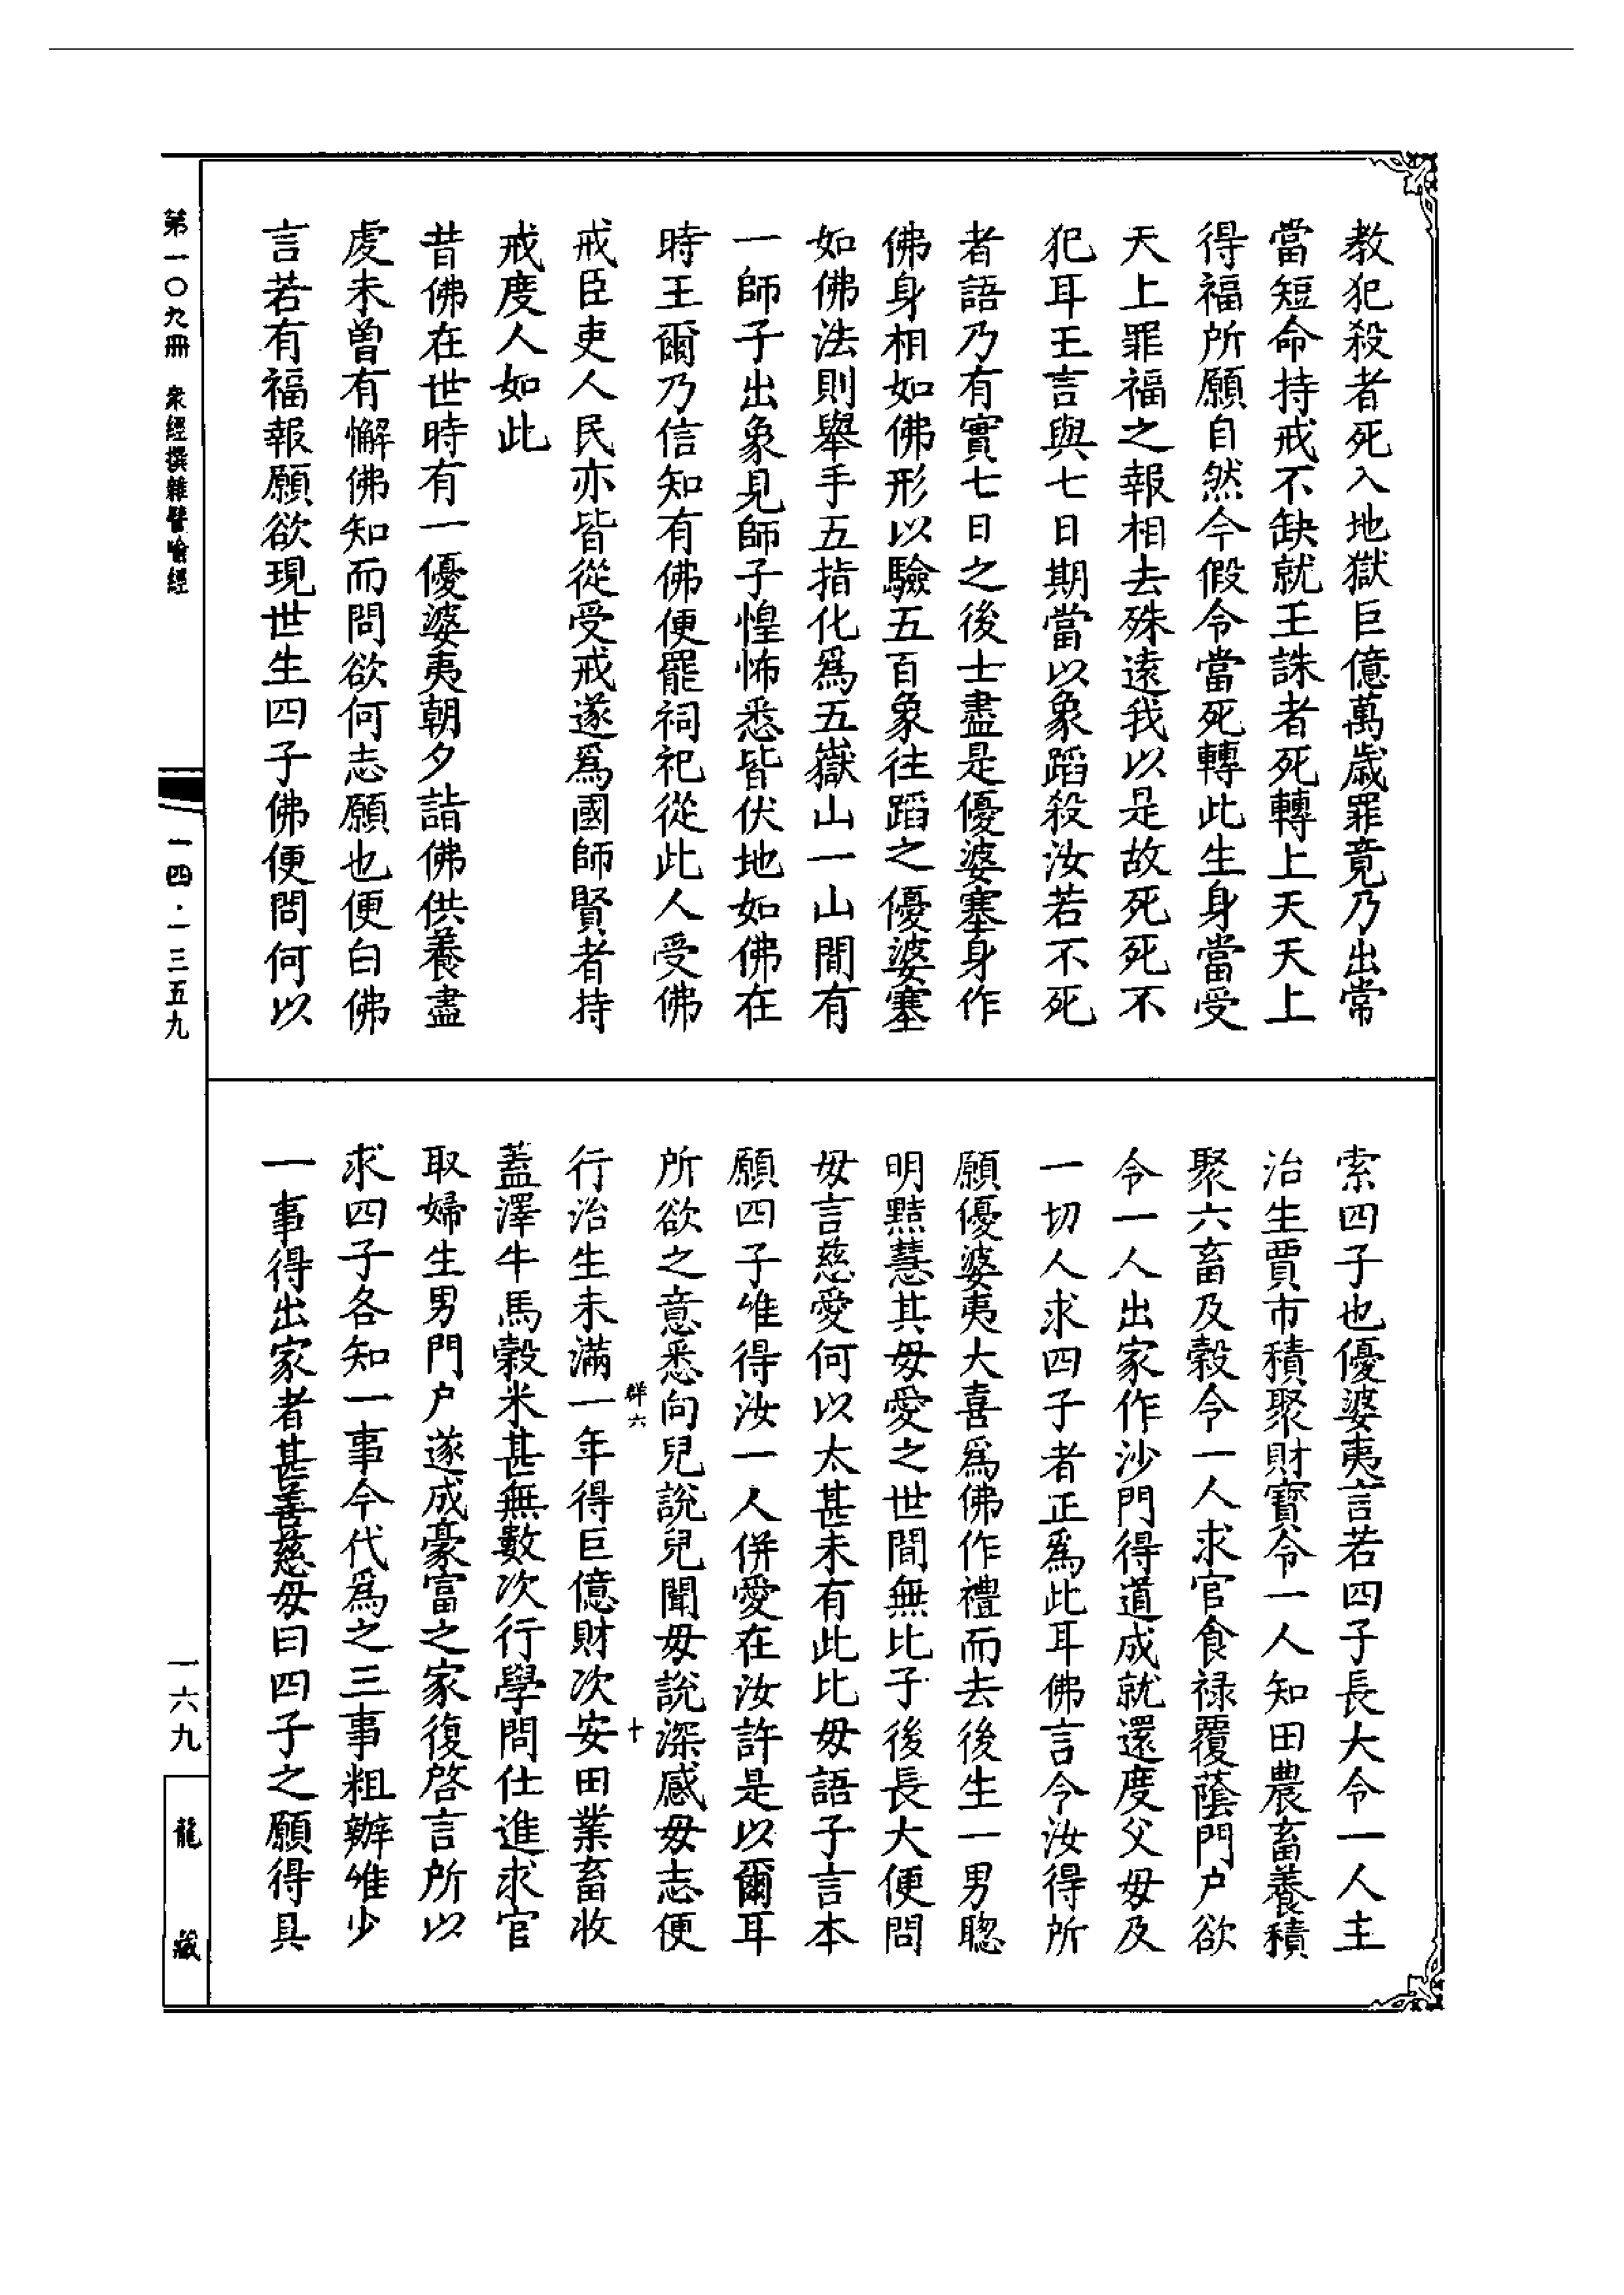 教犯殺者死入地獄巨億萬歲罪竟乃出常
當短命持戒不缺就王誅者死轉上天天上
得福所願自然今假令當死轉此生身當受
天上罪福之報相去殊遠我以是故死死不
犯耳王言與七日期當以象蹈殺汝若不死
者語乃有實七日之後士盡是優婆塞身作
佛身相如佛形以驗五百象往蹈之優婆塞
如佛法則舉手五指化爲五嶽山一山間有
一師子出象見師子惶怖悉皆伏地如佛在
時王爾乃信知有佛便罷祠祀從此人受佛
戒臣吏人民亦皆從受戒遂爲國師賢者持
戒度人如此
昔佛在世時有一優婆夷朝夕詣佛供養盡
處未曾有懈佛知而問欲何志願也便白佛
言若有福報願欲現世生四子佛便問何以
索四子也優婆夷言若四子長大令一人主
治生賈市積聚財寶令一人知田農畜養積
聚六畜及穀令一人求官食祿覆蔭門户欲
令一人出家作沙門得道成就還度父母及
一切人求四子者正爲此耳佛言令汝得所
願優婆夷大喜爲佛作禮而去後生一男聰
明黠慧其母愛之世間無比子後長大便問
母言慈愛何以太甚未有此比母語子言本
願四子唯得汝一人併愛在汝許是以爾耳
所欲之意悉向兒說兒聞母說深感母志便
行治生未滿一年得巨億財次安田業畜收
蓋澤牛馬穀米甚無數次行學問仕進求官
取婦生男門户遂成豪富之家復啓言所以
求四子各知一事今代爲之三事粗辦唯少
一事得出家者甚善慈母曰四子之願得具
群六
十
第一〇九冊 衆經撰雜譬喻經
一四·一三五九
一六九
龍藏